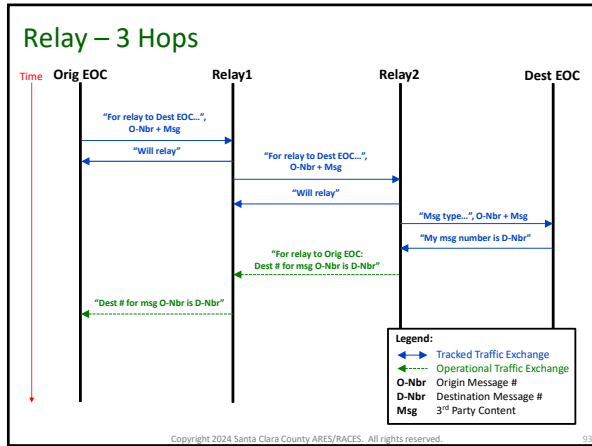 Relay – 3 Hops
Time
Orig EOC
Relay1
Relay2
Dest EOC
“For relay to Dest EOC…”,
O-Nbr + Msg
“Will relay”
“For relay to Dest EOC…”,
O-Nbr + Msg
“Will relay”
“Msg type…”, O-Nbr + Msg
“My msg number is D-Nbr”
“For relay to Orig EOC:
Dest # for msg O-Nbr is D-Nbr”
“Dest # for msg O-Nbr is D-Nbr”
Legend:
Tracked Traffic Exchange
Operational Traffic Exchange
O-Nbr Origin Message #
D-Nbr Destination Message #
Msg 3rd Party Content
Copyright 2024 Santa Clara County ARES/RACES. All rights reserved.
93